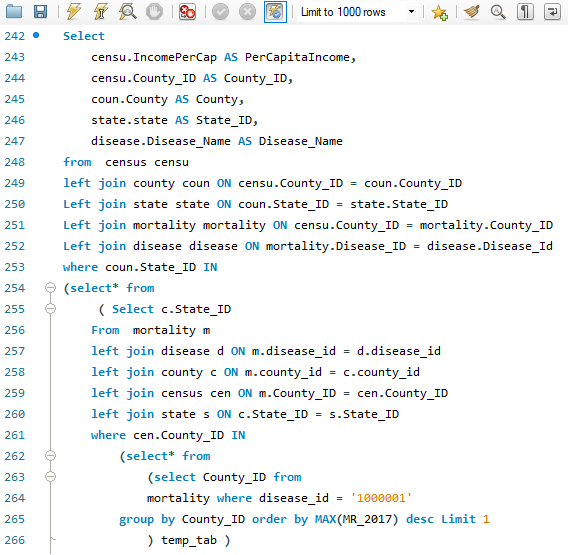 Limit to 1000 rows
242 Select
243 censu.IncomePerCap AS PerCapitaIncome,
244 censu.County_ID AS County_ID,
245 coun.County AS County,
246 state.state AS State_ID,
247 disease.Disease_Name AS Disease_Name
248 from  census censu
249 left join county coun ON censu.County_ID = coun.County_ID
250 Left join state state ON coun.State_ID = state.State_ID
251 Left join mortality mortality ON censu.County_ID = mortality.County_ID
252 Left join disease disease ON mortality.Disease_ID = disease.Disease_Id
253 where coun.State_ID IN
254 (select* from
255 ( Select c.State_ID
256 From  mortality m
257 left join disease d ON m.disease_id = d.disease_id
258 left join county c ON m.county_id = c.county_id
259 left join census cen ON m.County_ID = cen.County_ID
260 left join state s ON c.State_ID = s.State_ID
261 where cen.County_ID IN
262 (select* from
263 (select County_ID from
264 mortality where disease_id = '1000001'
265 group by County_ID order by MAX(MR_2017) desc Limit 1
266 ) temp_tab )